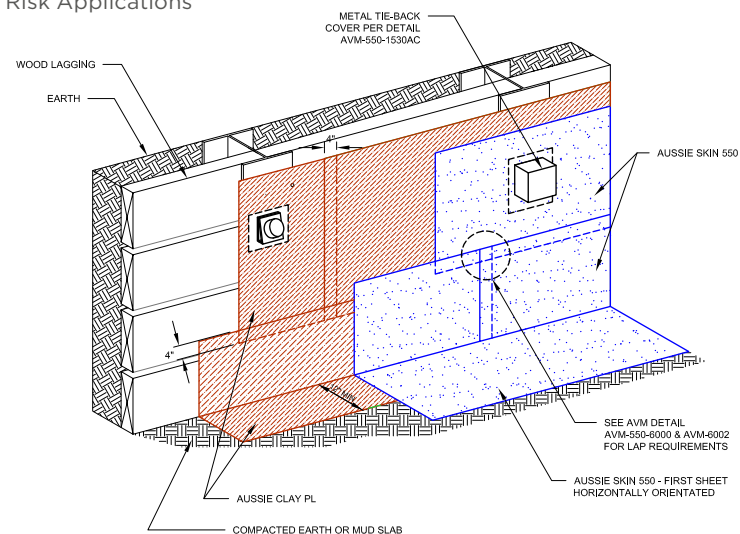 Risk Applications
METAL TIE-BACK
COVER PER DETAIL
AVM-550-1530AC
WOOD LAGGING
EARTH
4"
AUSSIE SKIN 550
4"
SEE AVM DETAIL
AVM-550-6000 & AVM-6002
FOR LAP REQUIREMENTS
AUSSIE SKIN 550 - FIRST SHEET
HORIZONTALLY ORIENTATED
AUSSIE CLAY PL
COMPACTED EARTH OR MUD SLAB